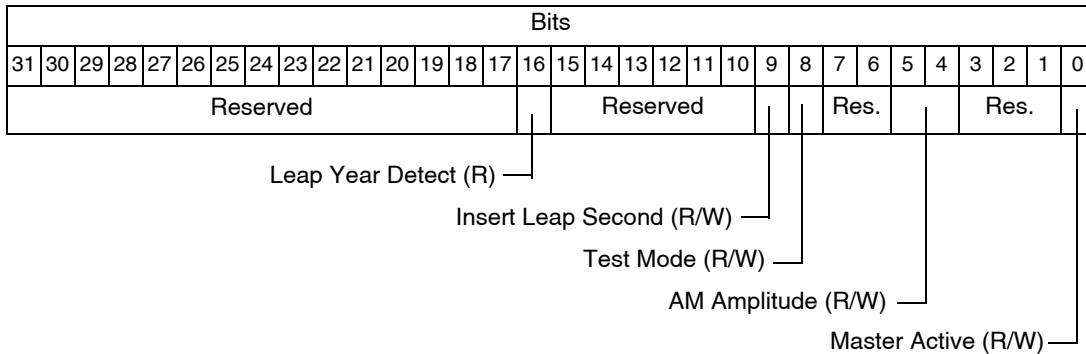 Bits
31 30 29 28 27 26 25 24 23 22 21 20 19 18 17 16 15 14 13 12 11 10 9 8 7 6 5 4 3 2 1 0
Reserved Reserved Res. Res.
Leap Year Detect (R)
Insert Leap Second (R/W)
Test Mode (R/W)
AM Amplitude (R/W)
Master Active (R/W)